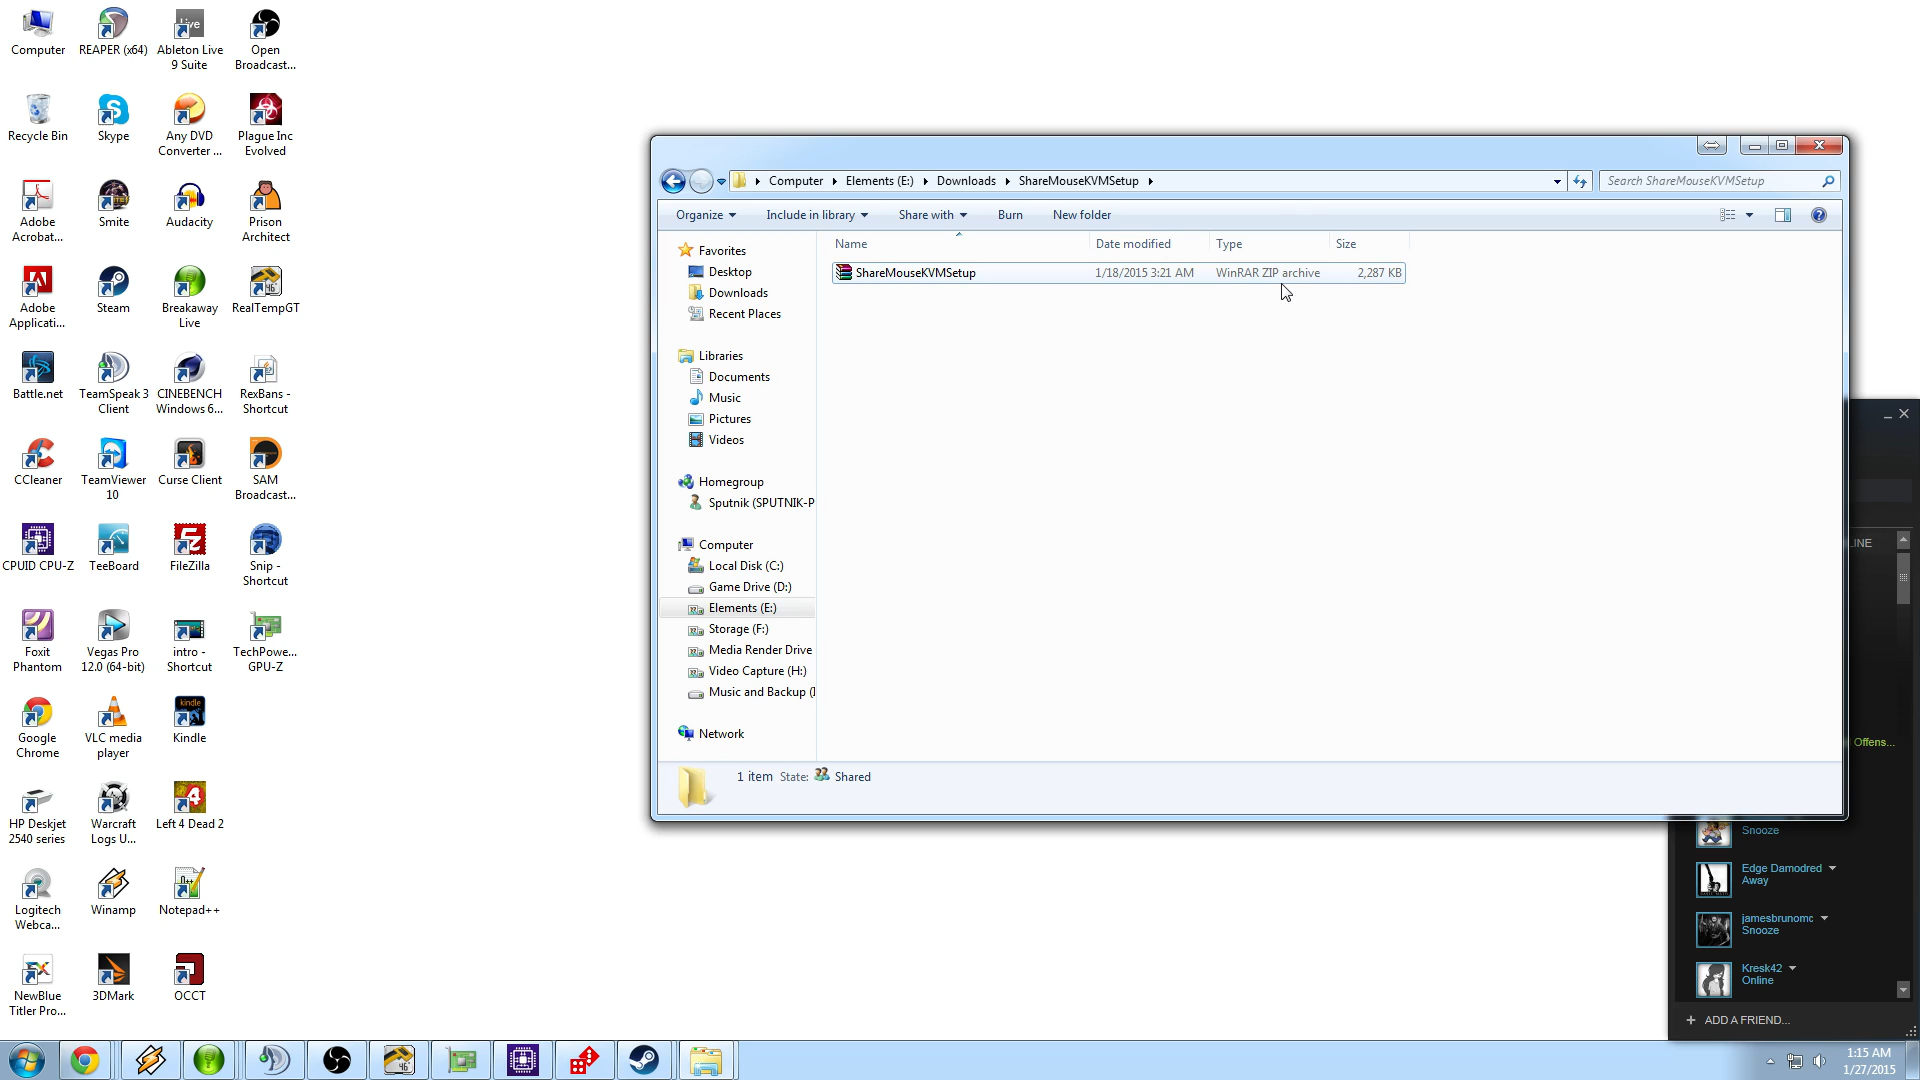 Computer
REAPER (x64)
Ableton Live
9 Suite
Open
Broadcast...
Recycle Bin
Skype
Any DVD
Converter ...
Plague Inc
Evolved
Adobe
Acrobat...
Smite
Audacity
Prison
Architect
Adobe
Applicati...
Steam
Breakaway
Live
RealTempGT
Battle.net
TeamSpeak 3
Client
CINEBENCH
Windows 6...
RexBans -
Shortcut
CCleaner
TeamViewer
10
Curse Client
SAM
Broadcast...
CPUID CPU-Z
TeeBoard
FileZilla
Snip -
Shortcut
Foxit
Phantom
Vegas Pro
12.0 (64-bit)
intro -
Shortcut
TechPowe...
GPU-Z
Google
Chrome
VLC media
player
Kindle
HP Deskjet
2540 series
Warcraft
Logs U...
Left 4 Dead 2
Logitech
Webca...
Winamp
Notepad++
NewBlue
Titler Pro...
3DMark
OCCT
Computer
Elements (E:)
Downloads
ShareMouseKVMSetup
Search ShareMouseKVMSetup
Organize
Include in library
Share with
Burn
New folder
Name
Date modified
Type
Size
ShareMouseKVMSetup
1/18/2015 3:21 AM
WinRAR ZIP archive
2,287 KB
Favorites
Desktop
Downloads
Recent Places
Libraries
Documents
Music
Pictures
Videos
Homegroup
Sputnik (SPUTNIK-P
Computer
Local Disk (C:)
Game Drive (D:)
Elements (E:)
Storage (F:)
Media Render Drive
Video Capture (H:)
Music and Backup (I
Network
1 item State: Shared
LINE
Offens...
Snooze
Edge Damodred
Away
jamesbrunomc
Snooze
Kresk42
Online
+ ADD A FRIEND...
1:15 AM
1/27/2015